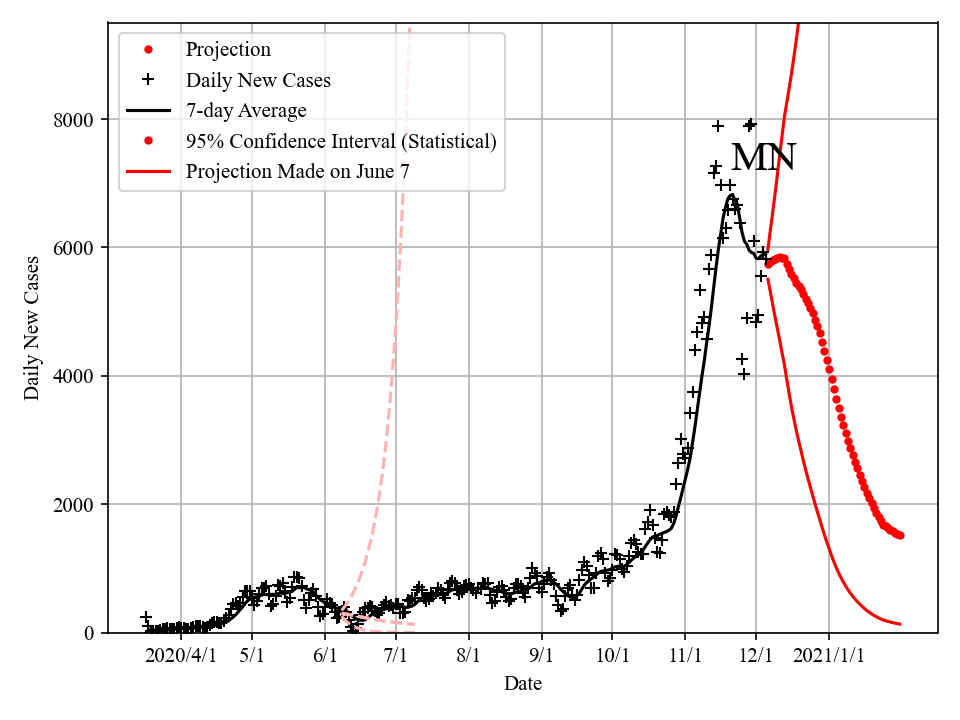 Projection
Daily New Cases
7-day Average
95% Confidence Interval (Statistical)
Projection Made on June 7
MN
Daily New Cases
8000
6000
4000
2000
0
2020/4/1 5/1 6/1 7/1 8/1 9/1 10/1 11/1 12/1 2021/1/1
Date